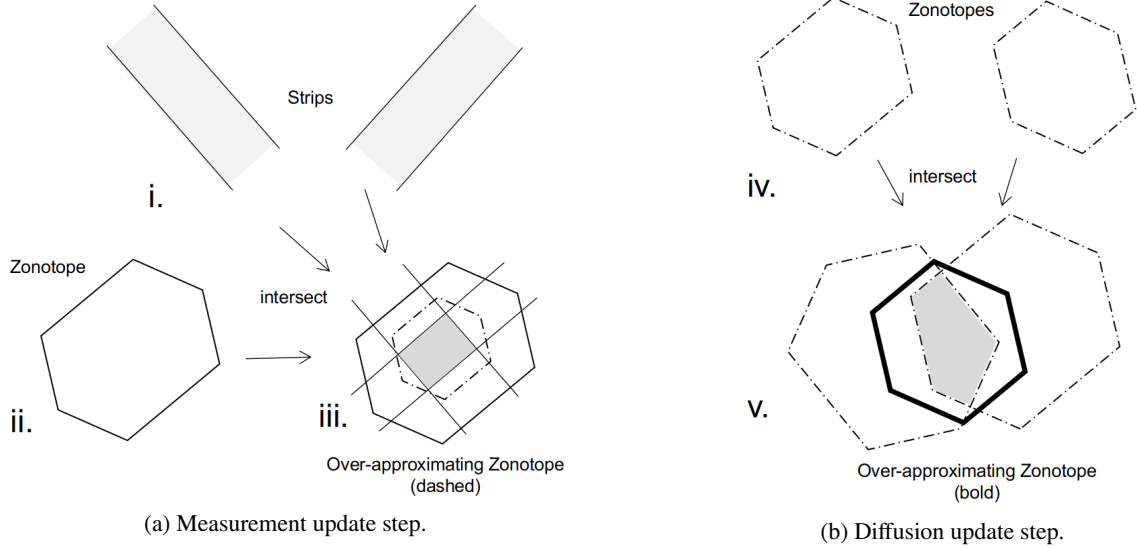 Strips
i.
Zonotope
intersect
ii.
iii.
Over-approximating Zonotope
(dashed)
(a) Measurement update step.
Zonotopes
iv.
intersect
v.
Over-approximating Zonotope
(bold)
(b) Diffusion update step.